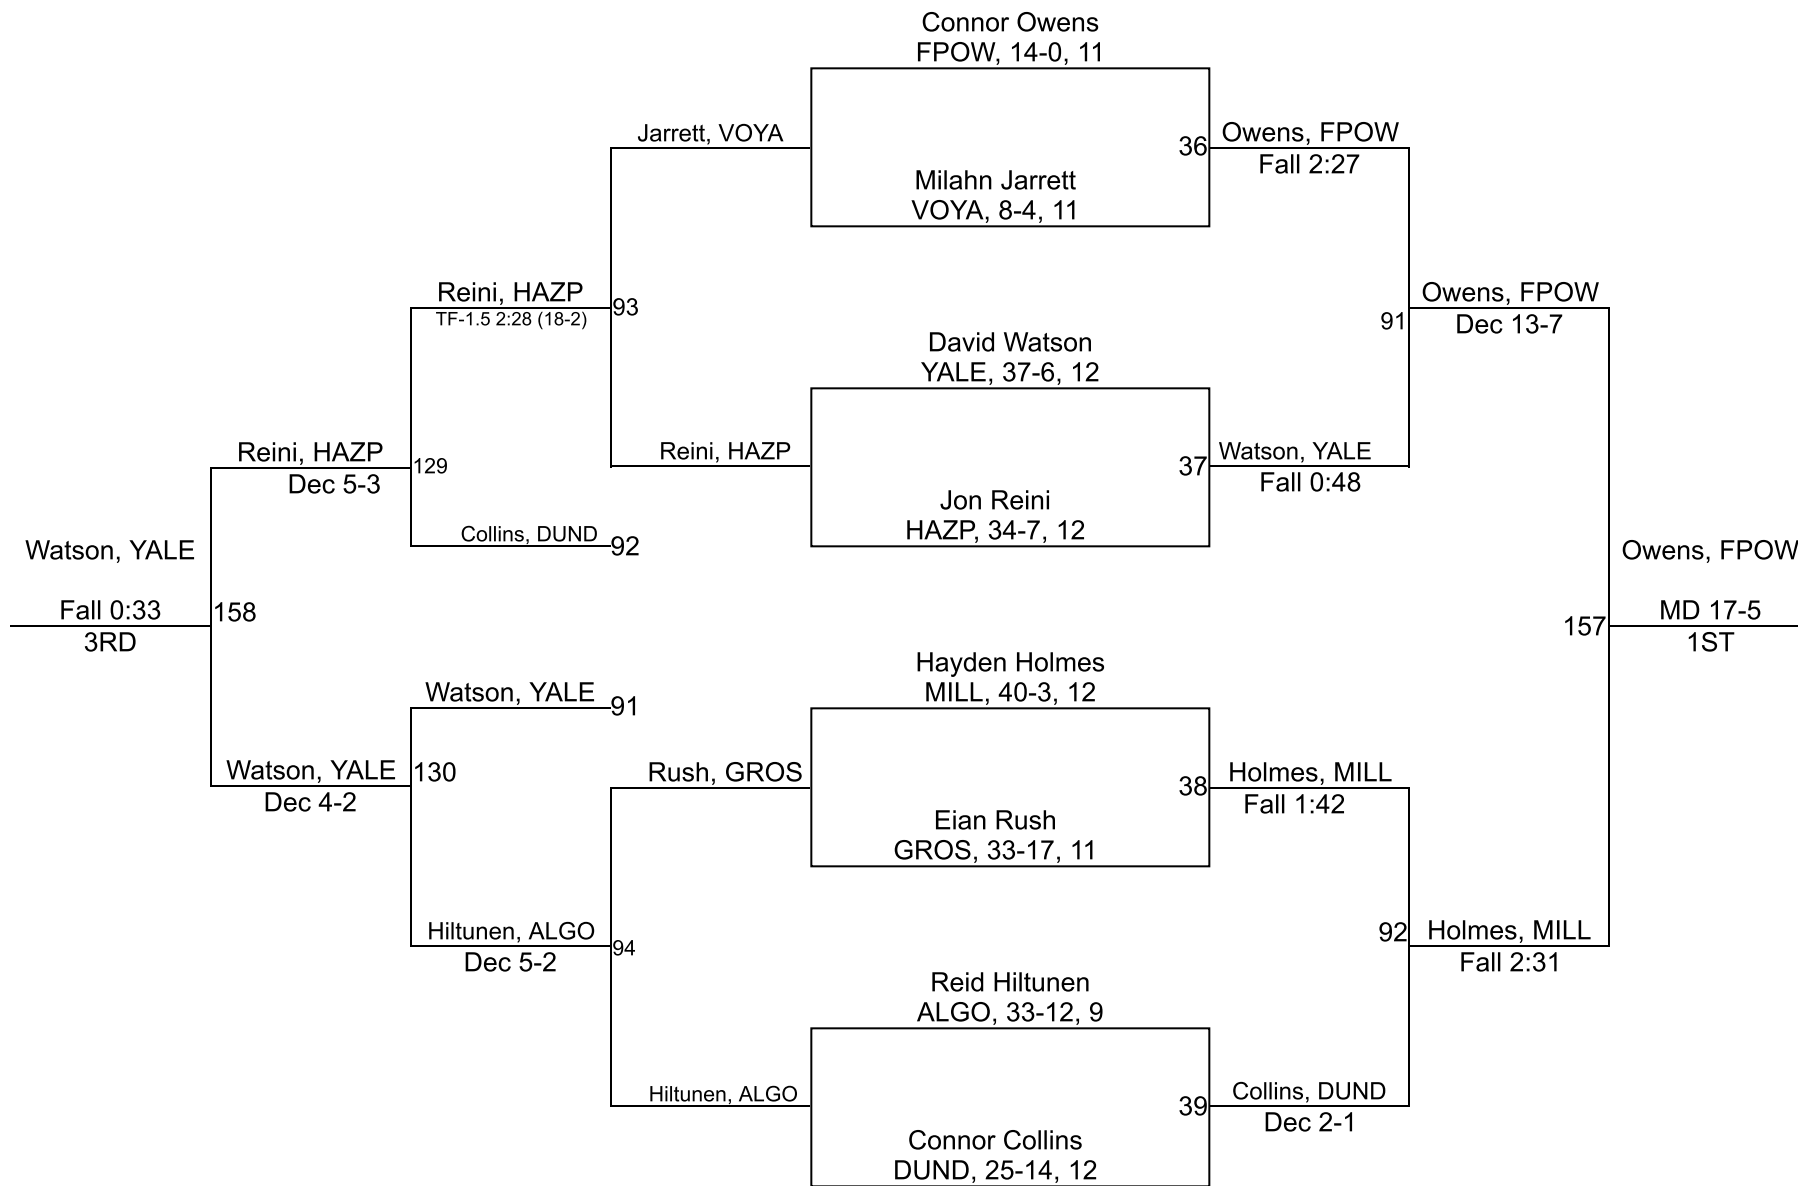 Connor Owens
FPOW, 14-0, 11
Jarrett, VOYA
36
Owens, FPOW
Fall 2:27
Milahn Jarrett
VOYA, 8-4, 11
Reini, HAZP
TF-1.5 2:28 (18-2)
93
91
Owens, FPOW
Dec 13-7
David Watson
YALE, 37-6, 12
Reini, HAZP
Dec 5-3
129
Reini, HAZP
37
Watson, YALE
Fall 0:48
Jon Reini
HAZP, 34-7, 12
Collins, DUND
92
Watson, YALE
Fall 0:33
3RD
158
Owens, FPOW
157
MD 17-5
1ST
Hayden Holmes
MILL, 40-3, 12
Watson, YALE
91
Watson, YALE
Dec 4-2
130
Rush, GROS
38
Holmes, MILL
Fall 1:42
Eian Rush
GROS, 33-17, 11
Hiltunen, ALGO
Dec 5-2
94
92
Holmes, MILL
Fall 2:31
Reid Hiltunen
ALGO, 33-12, 9
Hiltunen, ALGO
39
Collins, DUND
Dec 2-1
Connor Collins
DUND, 25-14, 12